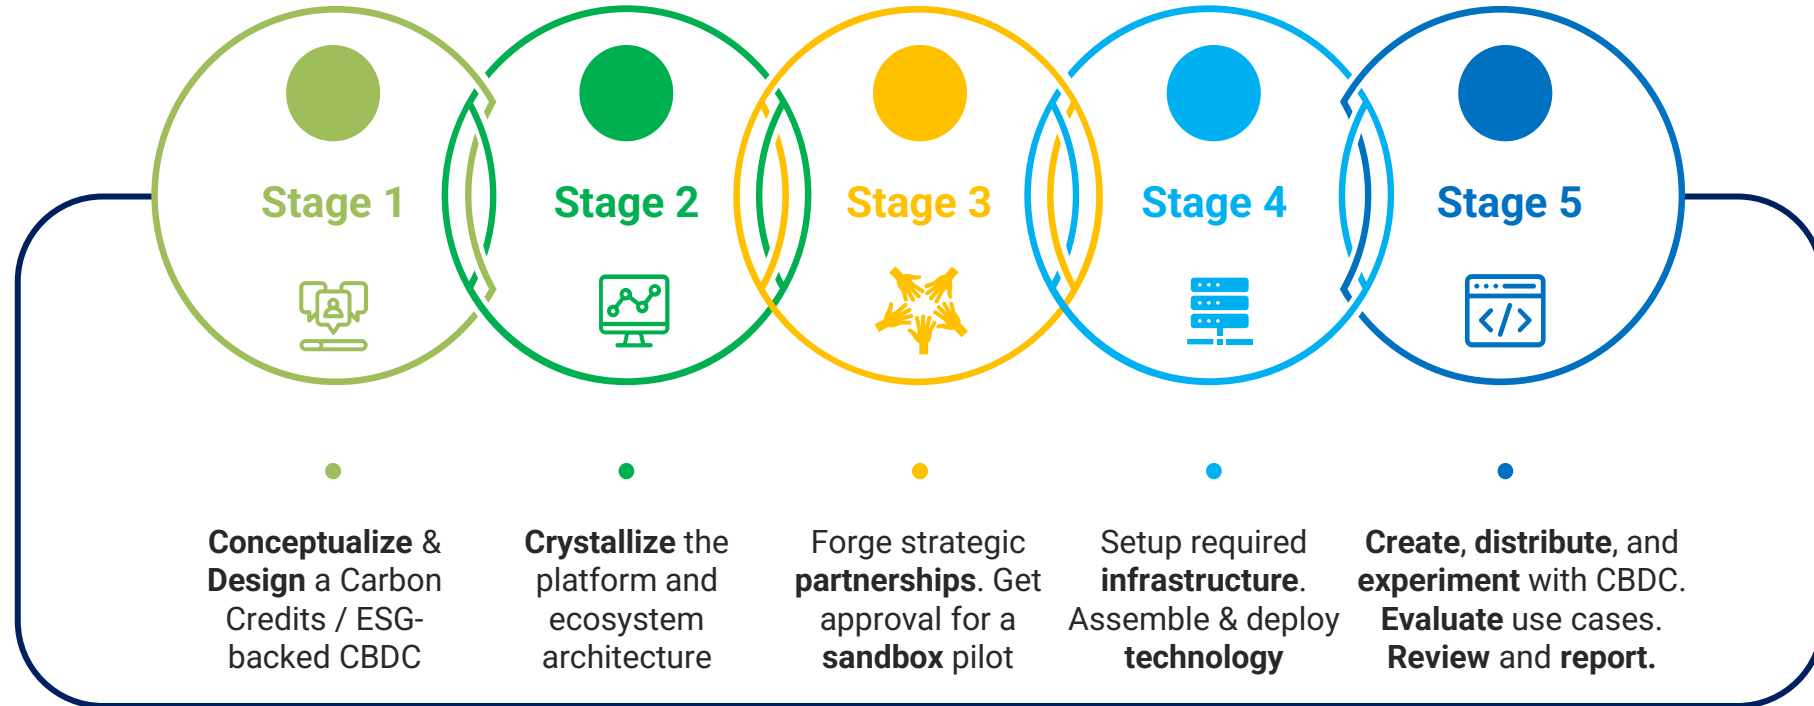 Stage 1
Stage 2
Stage 3
Stage 4
Stage 5
Conceptualize &
Design a Carbon
Credits / ESG-
backed CBDC
Crystallize the
platform and
ecosystem
architecture
Forge strategic
partnerships. Get
approval for a
sandbox pilot
Setup required
infrastructure.
Assemble & deploy
technology
Create, distribute, and
experiment with CBDC.
Evaluate use cases.
Review and report.